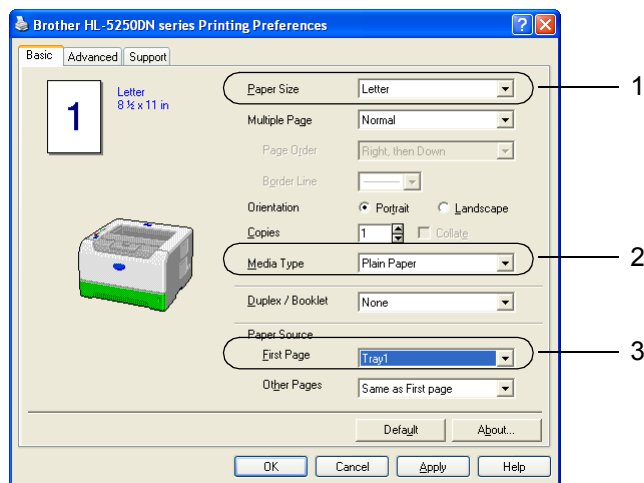 Brother HL-5250DN series Printing Preferences
Basic Advanced Support
1
Letter
8 ½ x 11 in
Paper Size Letter 1
Multiple Page Normal
Page Order Right, then Down
Border Line
Orientation Portrait Landscape
Copies 1 Collate
Media Type Plain Paper 2
Duplex / Booklet None
Paper Source
First Page Tray1 3
Other Pages Same as First page
Default About...
OK Cancel Apply Help